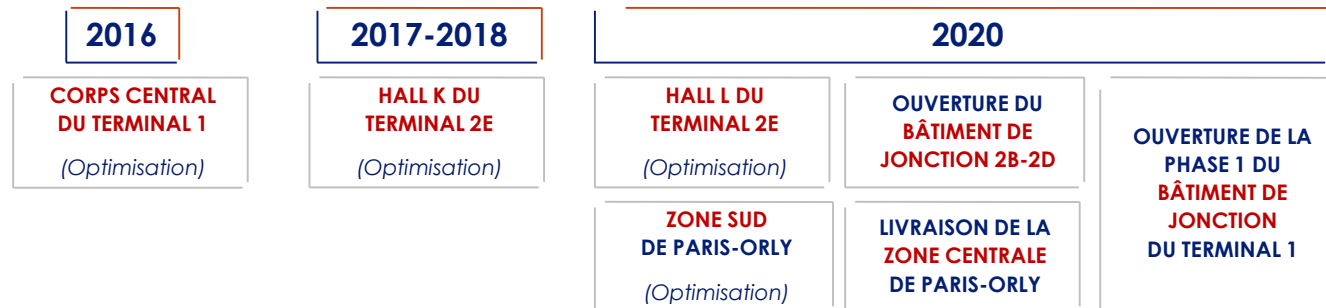 2016
CORPS CENTRAL
DU TERMINAL 1
(Optimisation)
2017-2018
HALL K DU
TERMINAL 2E
(Optimisation)
2020
HALL L DU
TERMINAL 2E
(Optimisation)
OUVERTURE DU
BÂTIMENT DE
JONCTION 2B-2D
ZONE SUD
DE PARIS-ORLY
(Optimisation)
LIVRAISON DE LA
ZONE CENTRALE
DE PARIS-ORLY
OUVERTURE DE LA
PHASE 1 DU
BÂTIMENT DE
JONCTION
DU TERMINAL 1